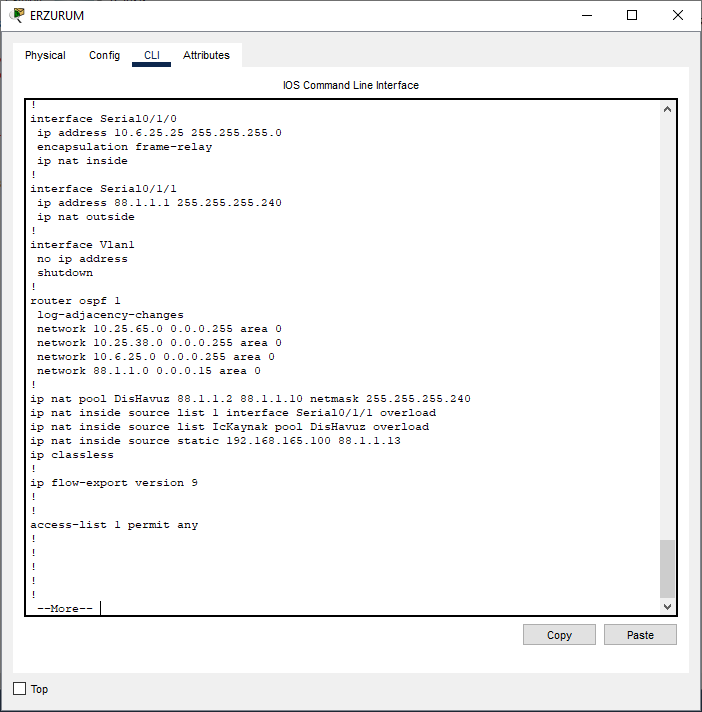 ERZURUM
Physical Config CLI Attributes
IOS Command Line Interface
!
interface Serial0/1/0
ip address 10.6.25.25 255.255.255.0
encapsulation frame-relay
ip nat inside
!
interface Serial0/1/1
ip address 88.1.1.1 255.255.255.240
ip nat outside
!
interface Vlan1
no ip address
shutdown
!
router ospf 1
log-adjacency-changes
network 10.25.65.0 0.0.0.255 area 0
network 10.25.38.0 0.0.0.255 area 0
network 10.6.25.0 0.0.0.255 area 0
network 88.1.1.0 0.0.0.15 area 0
!
ip nat pool DisHavuz 88.1.1.2 88.1.1.10 netmask 255.255.255.240
ip nat inside source list 1 interface Serial0/1/1 overload
ip nat inside source list IcKaynak pool DisHavuz overload
ip nat inside source static 192.168.165.100 88.1.1.13
ip classless
!
ip flow-export version 9
!
!
access-list 1 permit any
!
!
!
!
!
--More--
Copy Paste
Top